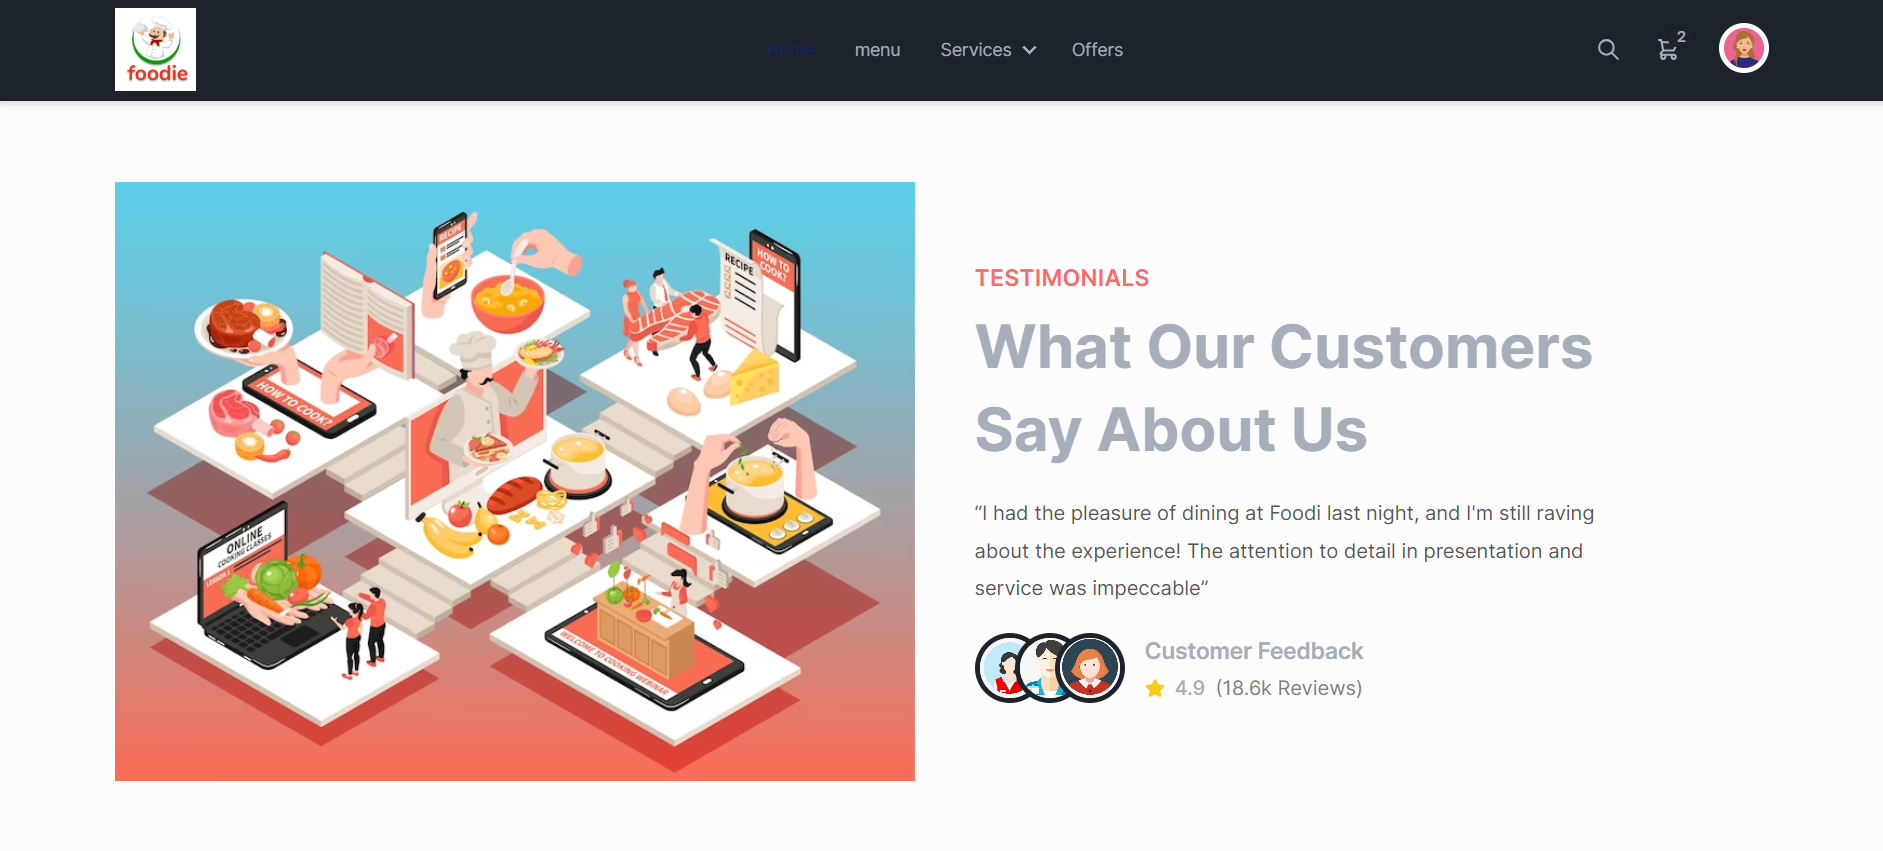 foodie
Home
menu
Services
Offers
2
RECIPE
RECIPE
HOW TO
COOK?
HOW TO COOK?
ONLINE
COOKING CLASSES
LESSON 1
WELCOME TO COOKING WEBINAR
TESTIMONIALS
What Our Customers
Say About Us
“I had the pleasure of dining at Foodi last night, and I'm still raving
about the experience! The attention to detail in presentation and
service was impeccable”
Customer Feedback
4.9 (18.6k Reviews)